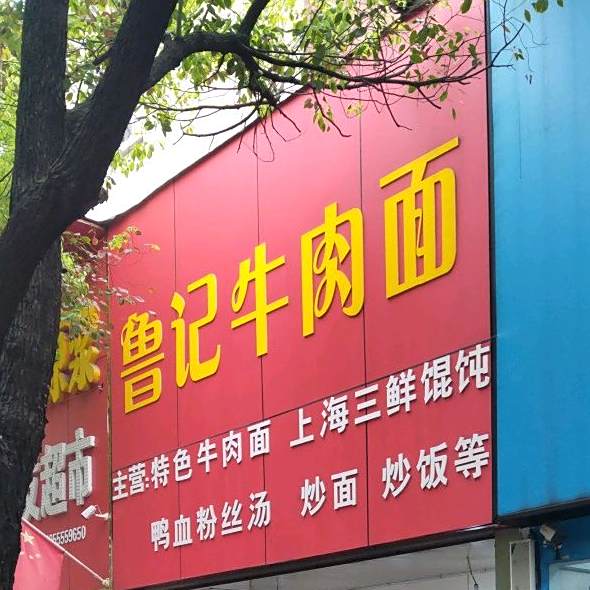 鲁记牛肉面
主营:特色牛肉面 上海三鲜馄饨
鸭血粉丝汤 炒面 炒饭等
超市
55559650